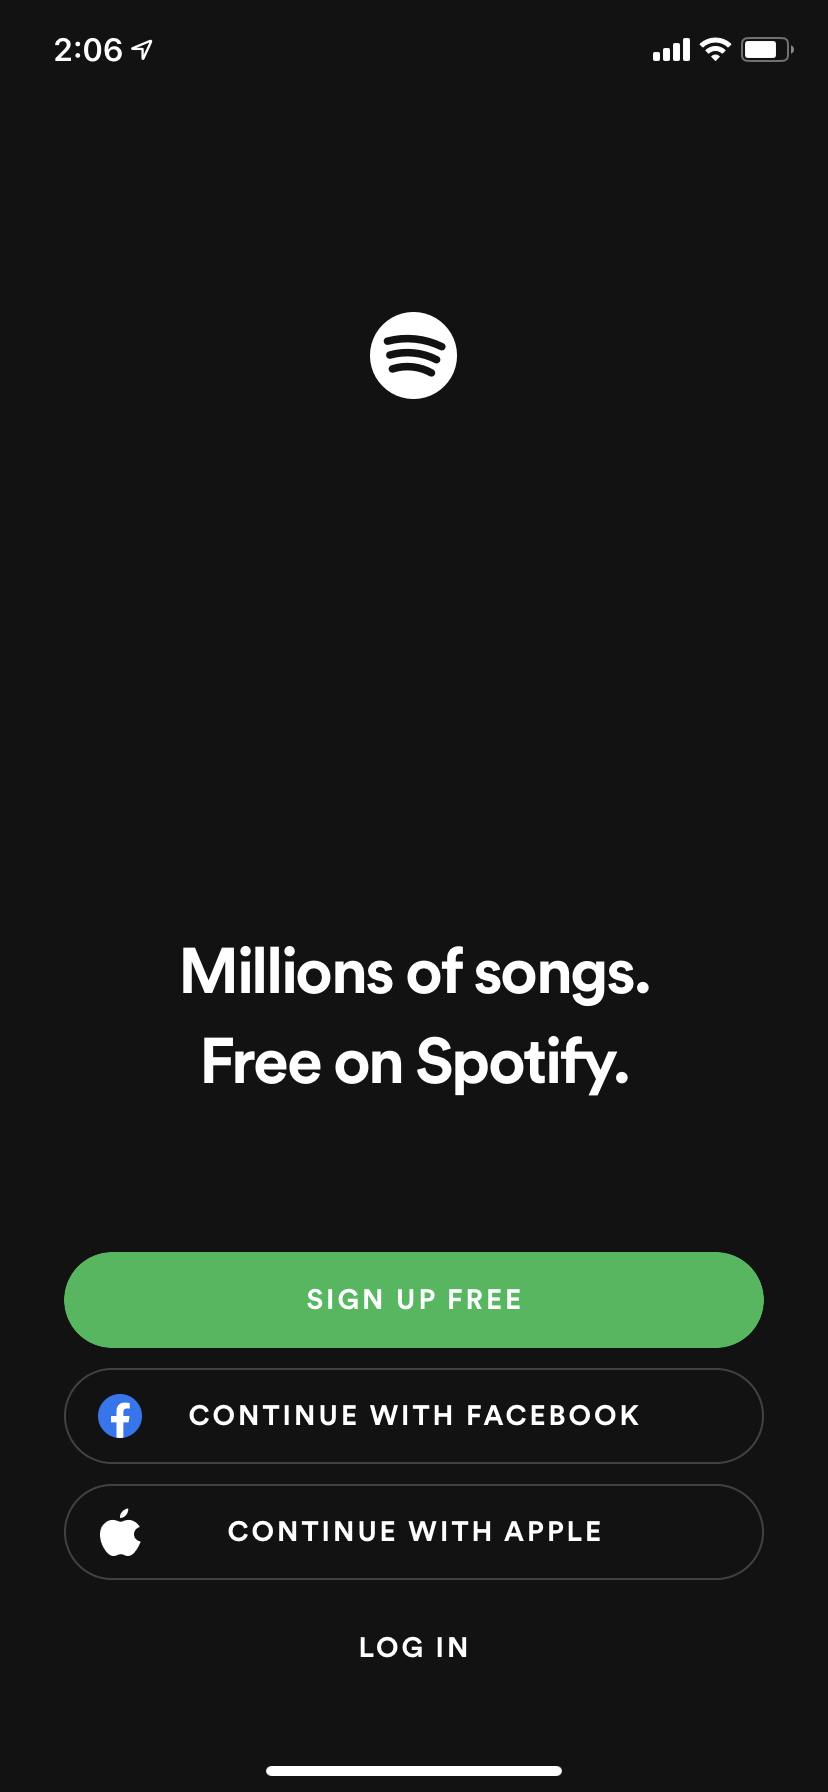 2:06
Millions of songs.
Free on Spotify.
SIGN UP FREE
CONTINUE WITH FACEBOOK
CONTINUE WITH APPLE
LOG IN